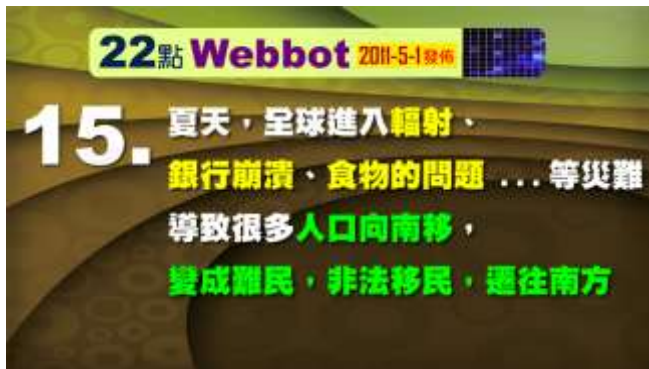 22點 Webbot 2011-5-1發佈
15. 夏天，全球進入輻射、
銀行崩潰、食物的問題 ... 等災難
導致很多人口向南移，
變成難民，非法移民，遷往南方